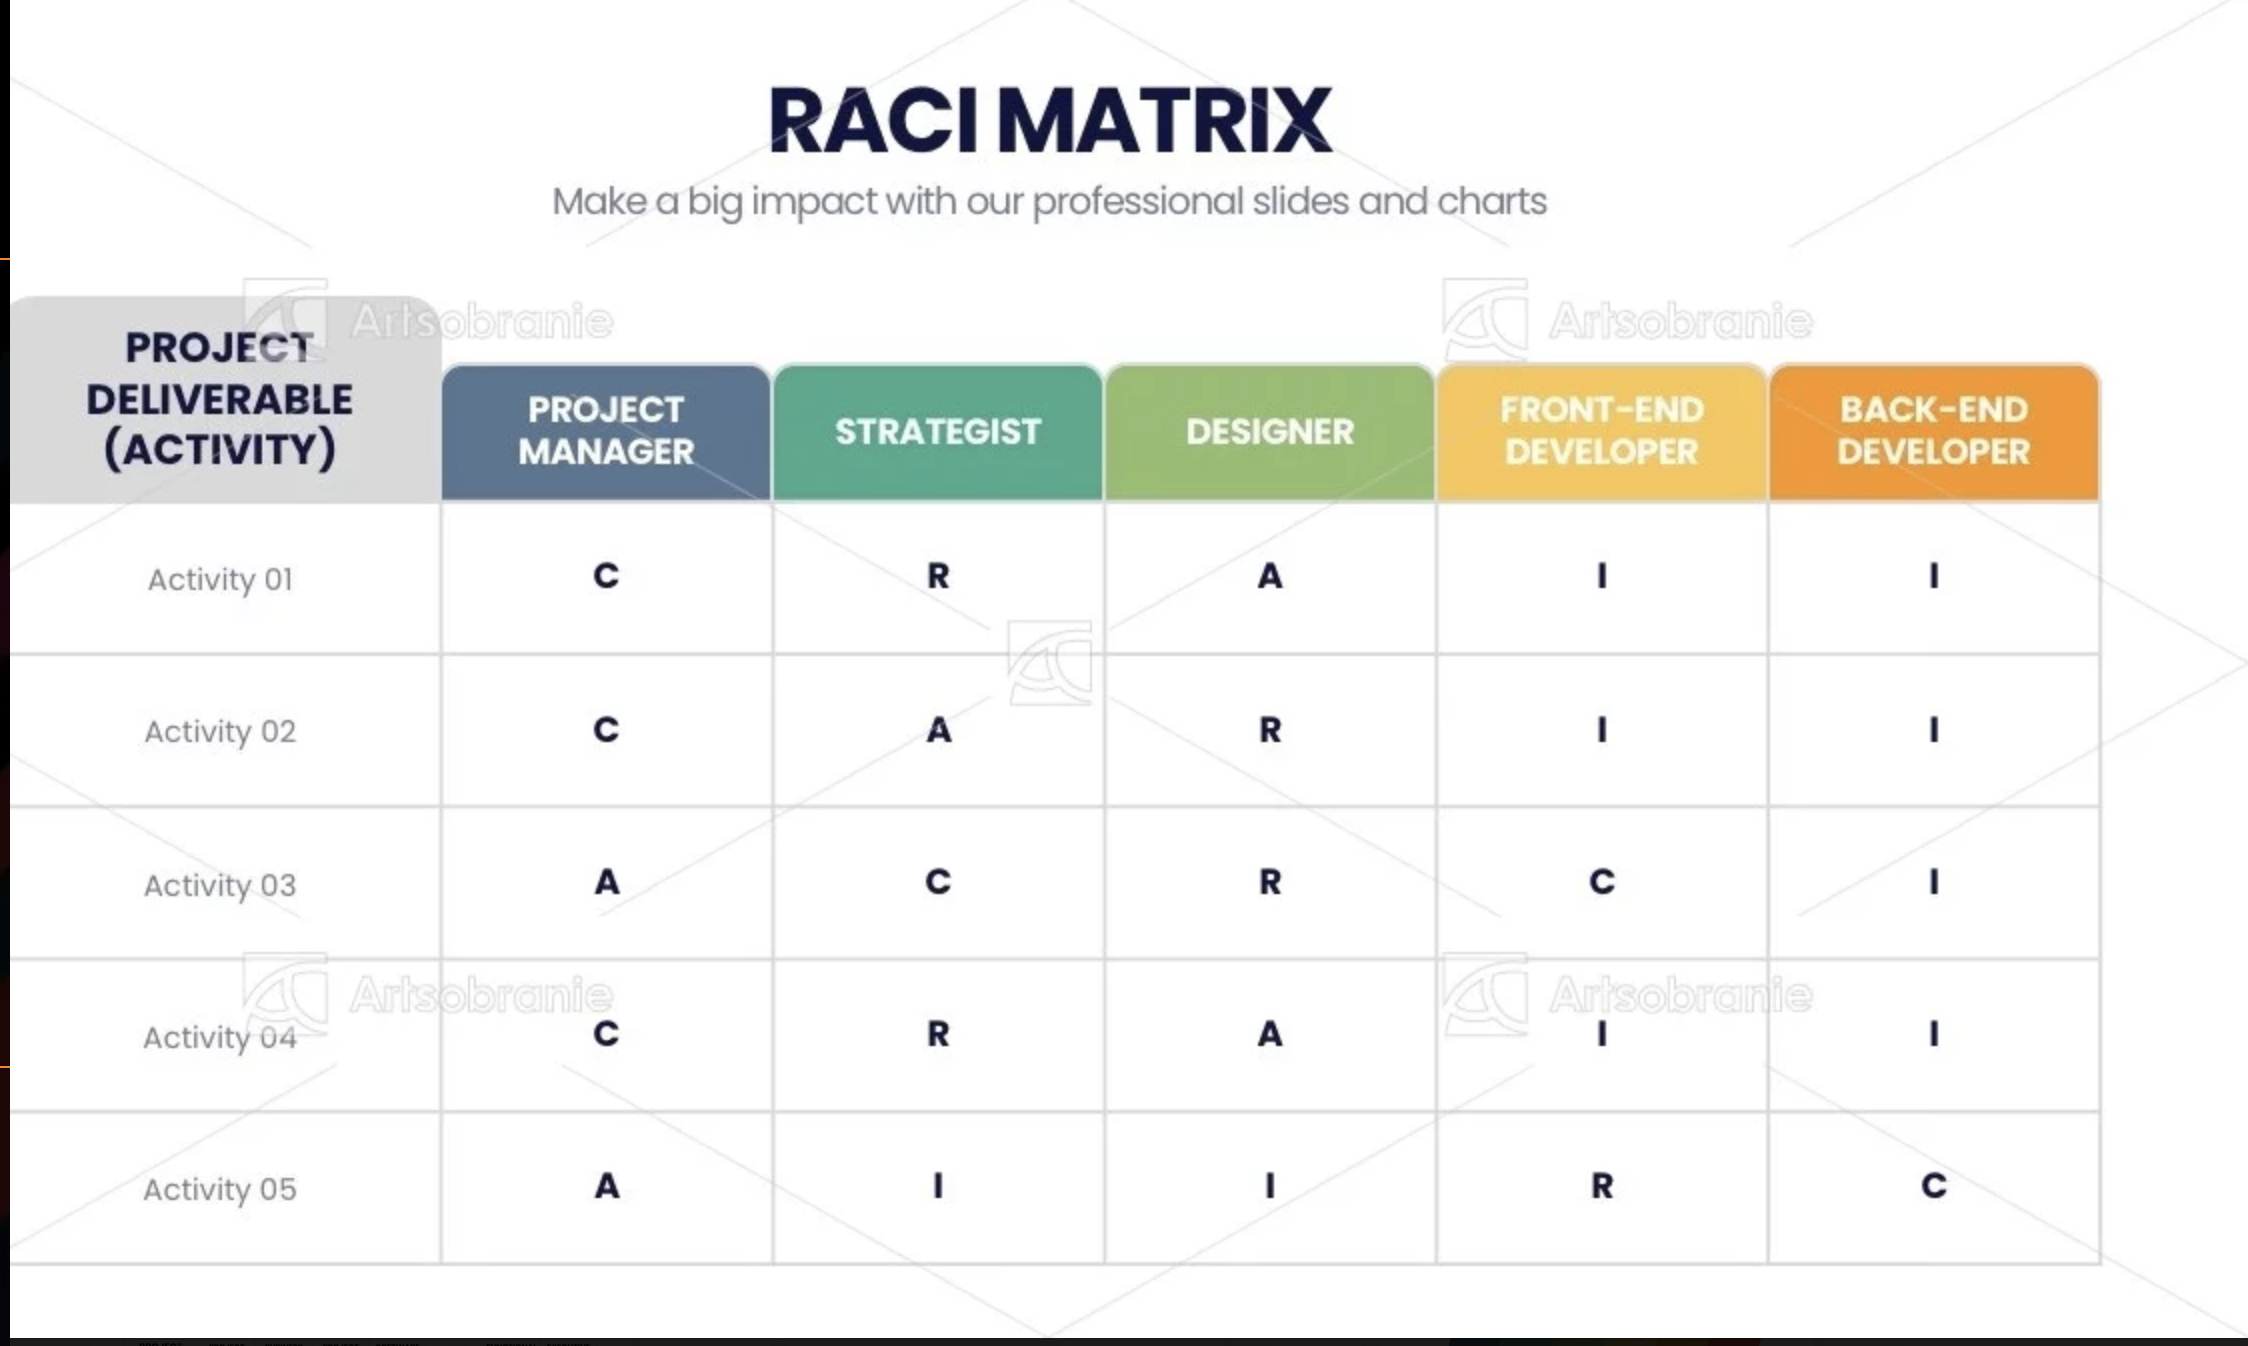 RACI MATRIX
Make a big impact with our professional slides and charts
Artsobranie
Artsobranie
PROJECT
DELIVERABLE
(ACTIVITY)
PROJECT
MANAGER
STRATEGIST
DESIGNER
FRONT-END
DEVELOPER
BACK-END
DEVELOPER
Activity 01 C R A I I
Activity 02 C A R I I
Activity 03 A C R C I
Artsobranie
Artsobranie
Activity 04 C R A I I
Activity 05 A I I R C